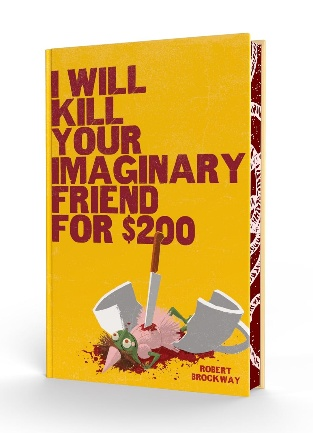 I WILL
KILL
YOUR
IMAGINARY
FRIEND
FOR $200
ROBERT
BROCKWAY